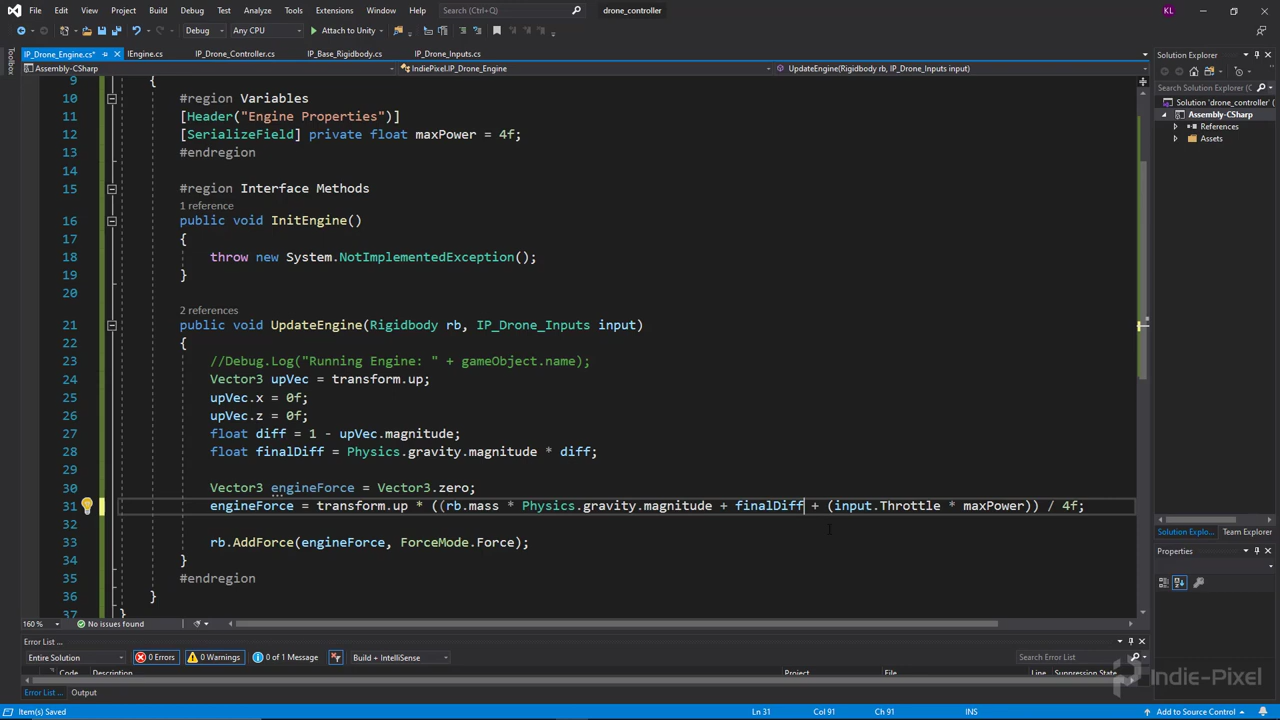 File Edit View Project Build Debug Test Analyze Tools Extensions Window Help Search (Ctrl+Q) drone_controller KL
Debug Any CPU Attach to Unity
IP_Drone_Engine.cs* IEngine.cs IP_Drone_Controller.cs IP_Base_Rigidbody.cs IP_Drone_Inputs.cs
Assembly-CSharp IndiePixel.IP_Drone_Engine UpdateEngine(Rigidbody rb, IP_Drone_Inputs input)
Toolbox
9 {
10 #region Variables
11 [Header("Engine Properties")]
12 [SerializeField] private float maxPower = 4f;
13 #endregion
14
15 #region Interface Methods
1 reference
16 public void InitEngine()
17 {
18 throw new System.NotImplementedException();
19 }
20
2 references
21 public void UpdateEngine(Rigidbody rb, IP_Drone_Inputs input)
22 {
23 //Debug.Log("Running Engine: " + gameObject.name);
24 Vector3 upVec = transform.up;
25 upVec.x = 0f;
26 upVec.z = 0f;
27 float diff = 1 - upVec.magnitude;
28 float finalDiff = Physics.gravity.magnitude * diff;
29
30 Vector3 engineForce = Vector3.zero;
31 engineForce = transform.up * ((rb.mass * Physics.gravity.magnitude + finalDiff + (input.Throttle * maxPower)) / 4f;
32
33 rb.AddForce(engineForce, ForceMode.Force);
34 }
35 #endregion
36 }
37 }
160 % No issues found
Error List ...
Entire Solution 0 Errors 0 Warnings 0 of 1 Message Build + IntelliSense Search Error List
Code Description Project File Line Suppression State
Error List ... Output
Item(s) Saved Ln 31 Col 91 Ch 91 INS Add to Source Control
Solution Explorer
Search Solution Explorer
Solution 'drone_controller' (
Assembly-CSharp
References
Assets
Solution Explo... Team Explorer
Properties
Indie-Pixel